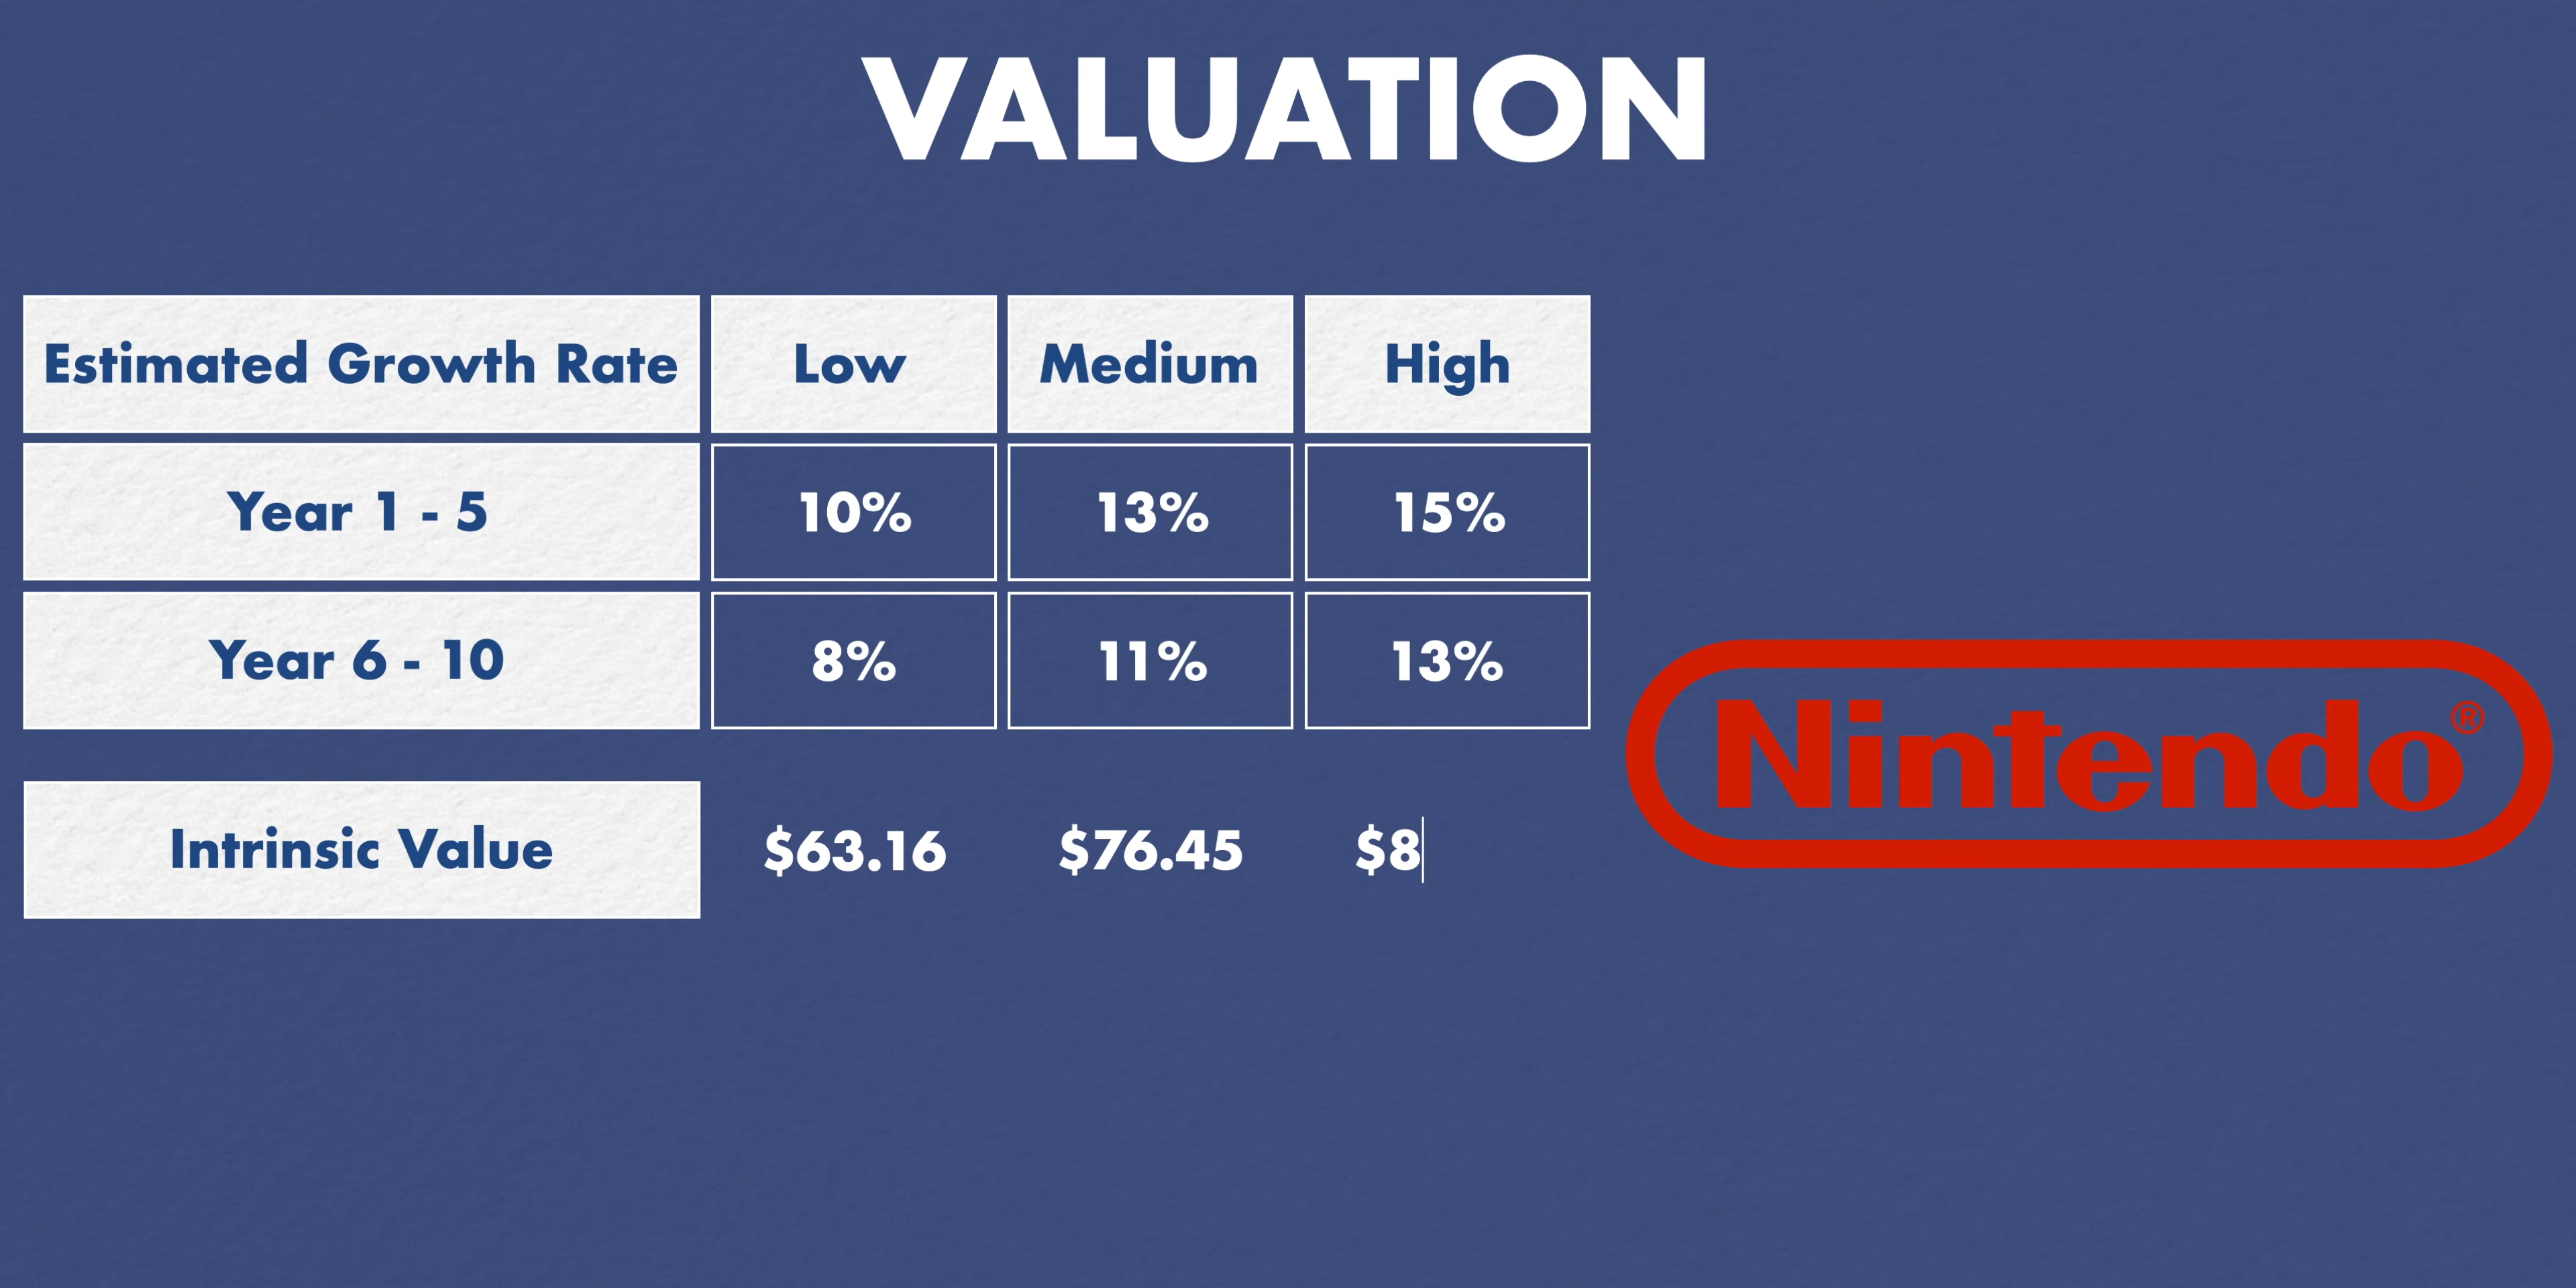 VALUATION
Estimated Growth Rate Low Medium High
Year 1 - 5 10% 13% 15%
Year 6 - 10 8% 11% 13%
Nintendo®
Intrinsic Value $63.16 $76.45 $8